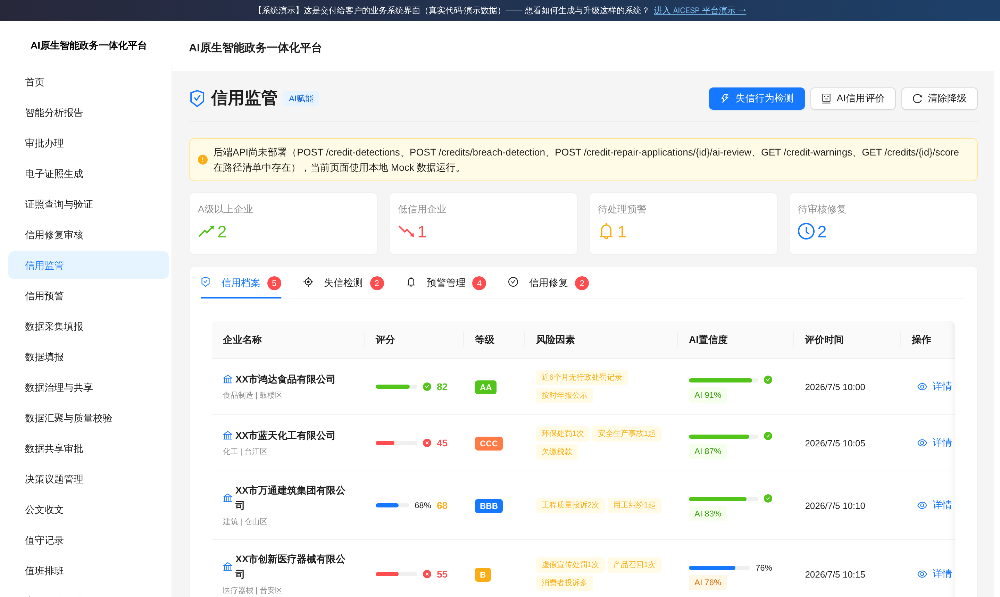 【系统演示】这是交付给客户的业务系统界面（真实代码·演示数据）—— 想看如何生成与升级这样的系统？ 进入 AICESP 平台演示 →
AI原生智能政务一体化平台
AI原生智能政务一体化平台
首页
智能分析报告
审批办理
电子证照生成
证照查询与验证
信用修复审核
信用监管
信用预警
数据采集填报
数据填报
数据治理与共享
数据汇聚与质量校验
数据共享审批
决策议题管理
公文收文
值守记录
值班排班
信用监管 AI赋能
失信行为检测 AI信用评价 清除降级
后端API尚未部署（POST /credit-detections、POST /credits/breach-detection、POST /credit-repair-applications/{id}/ai-review、GET /credit-warnings、GET /credits/{id}/score
在路径清单中存在），当前页面使用本地 Mock 数据运行。
A级以上企业
2
低信用企业
1
待处理预警
1
待审核修复
2
信用档案 5 失信检测 2 预警管理 4 信用修复 2
企业名称 评分 等级 风险因素 AI置信度 评价时间 操作
XX市鸿达食品有限公司
食品制造 | 鼓楼区
82
AA
近6个月无行政处罚记录
按时年报公示
AI 91%
2026/7/5 10:00
详情
XX市蓝天化工有限公司
化工 | 台江区
45
CCC
环保处罚1次 安全生产事故1起
欠缴税款
AI 87%
2026/7/5 10:05
详情
XX市万通建筑集团有限公
司
建筑 | 仓山区
68% 68
BBB
工程质量投诉2次 用工纠纷1起
AI 83%
2026/7/5 10:10
详情
XX市创新医疗器械有限公
司
医疗器械 | 晋安区
55
B
虚假宣传处罚1次 产品召回1次
消费者投诉多
76%
AI 76%
2026/7/5 10:15
详情